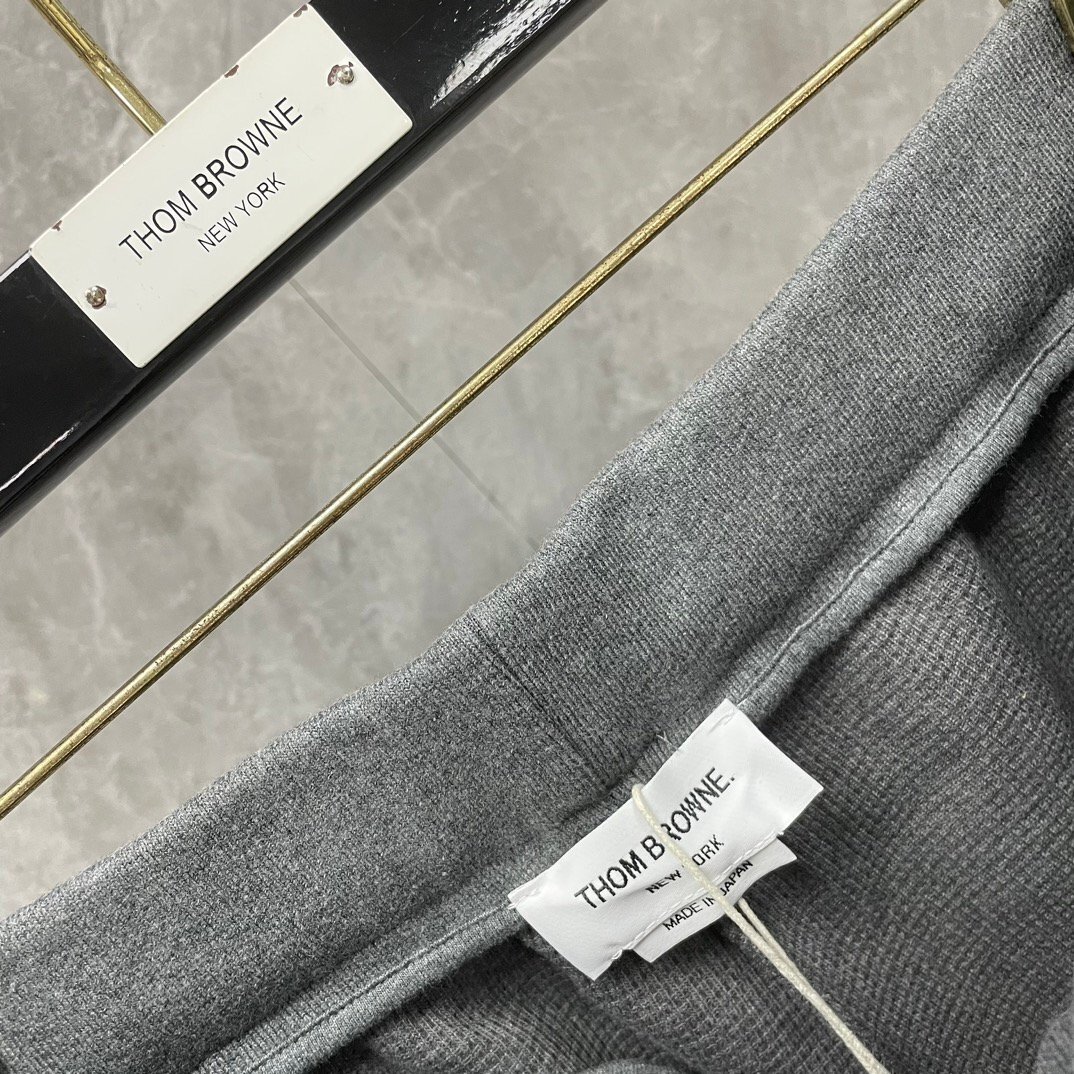 THOM BROWNE
NEW YORK
THOM BROWNE.
NEW YORK
MADE IN JAPAN